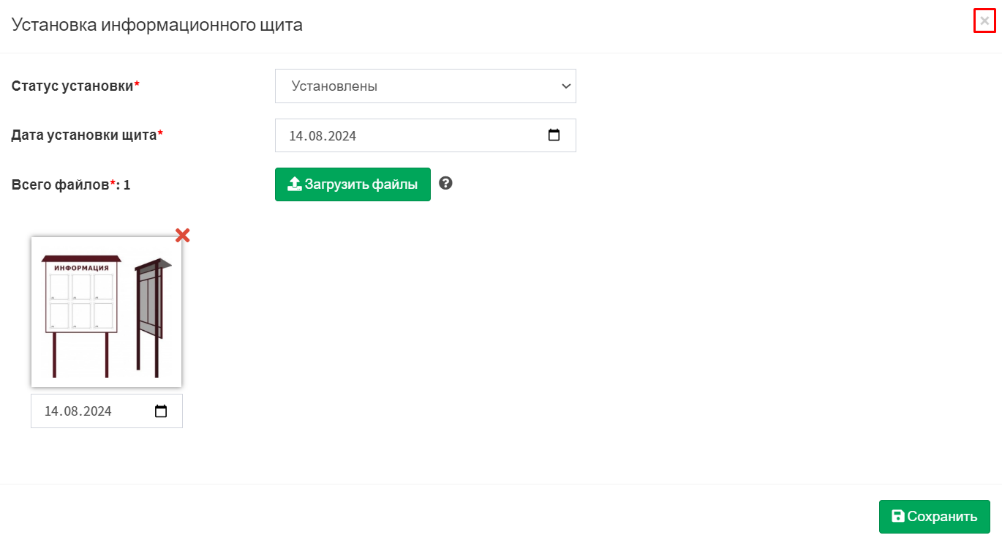 Установка информационного щита
Статус установки*
Установлены
Дата установки щита*
14.08.2024
Всего файлов*: 1
Загрузить файлы
ИНФОРМАЦИЯ
14.08.2024
Сохранить